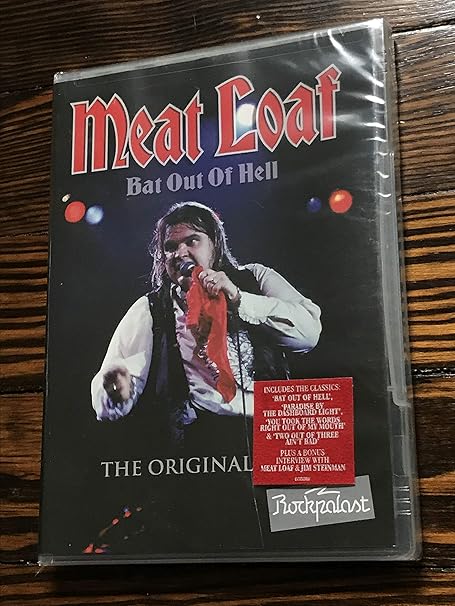 Meat Loaf
Bat Out Of Hell
INCLUDES THE CLASSICS:
'BAT OUT OF HELL',
'PARADISE BY
THE DASHBOARD LIGHT',
'YOU TOOK THE WORDS
RIGHT OUT OF MY MOUTH'
& 'TWO OUT OF THREE
AIN'T BAD'
PLUS A BONUS
INTERVIEW WITH
MEAT LOAF & JIM STEINMAN
THE ORIGINAL
Rockpalast